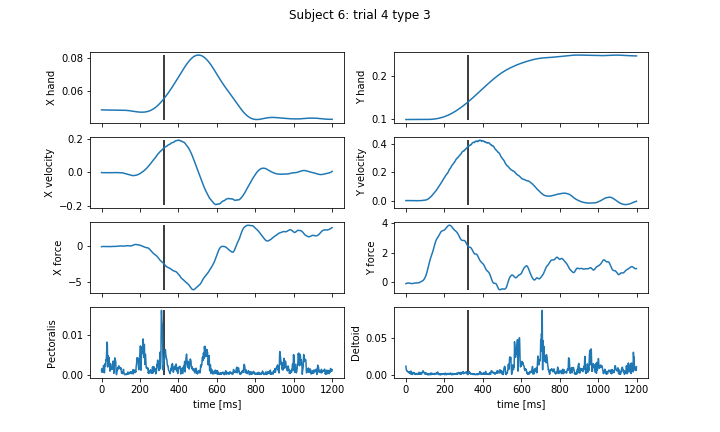 Subject 6: trial 4 type 3
X hand
0.08
0.06
Y hand
0.2
0.1
X velocity
0.2
0.0
−0.2
Y velocity
0.4
0.2
0.0
X force
0
−5
Y force
4
2
0
Pectoralis
0.01
0.00
0 200 400 600 800 1000 1200
time [ms]
Deltoid
0.05
0.00
0 200 400 600 800 1000 1200
time [ms]